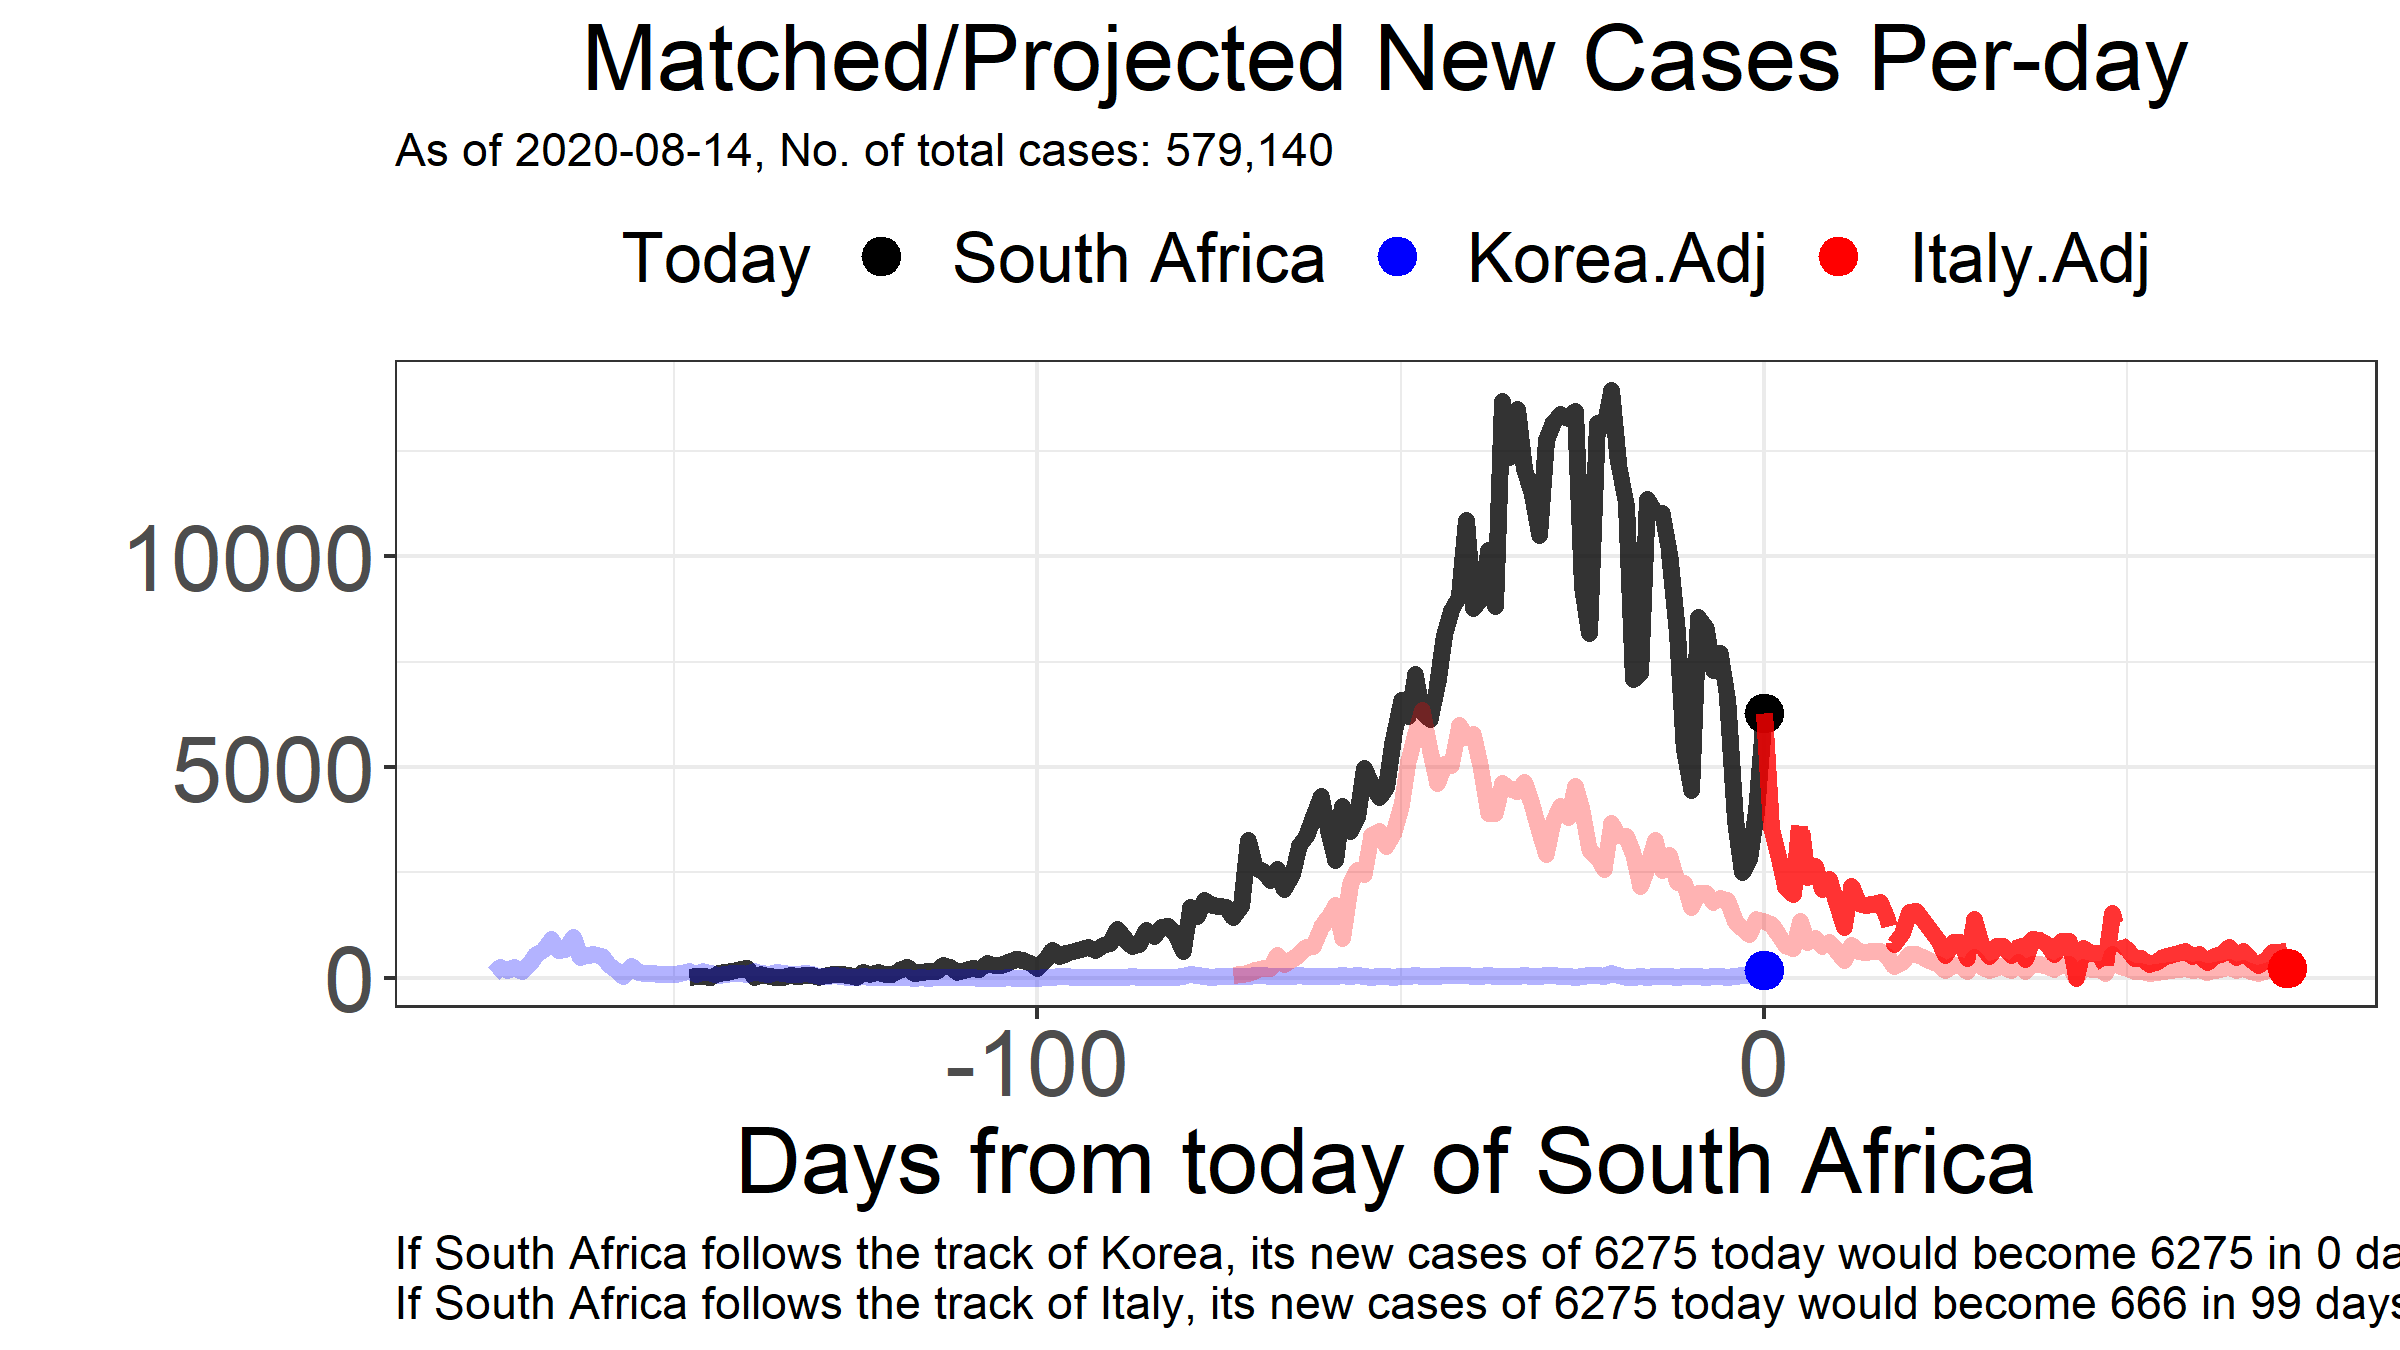 Matched/Projected New Cases Per-day
As of 2020-08-14, No. of total cases: 579,140
Today South Africa Korea.Adj Italy.Adj
10000
5000
0
-100 0
Days from today of South Africa
If South Africa follows the track of Korea, its new cases of 6275 today would become 6275 in 0 da
If South Africa follows the track of Italy, its new cases of 6275 today would become 666 in 99 days